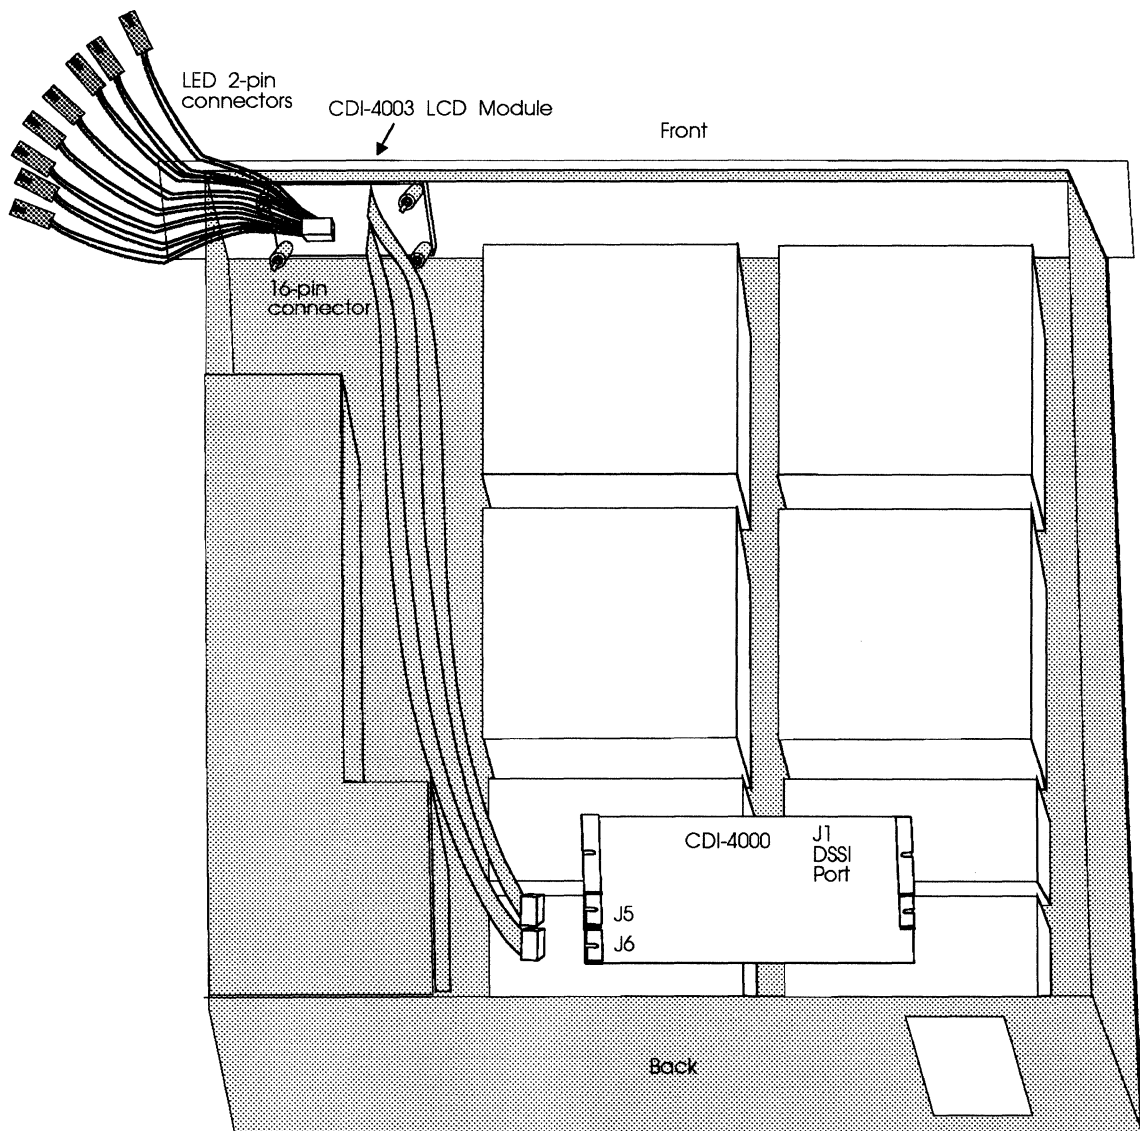 LED 2-pin
connectors
CDI-4003 LCD Module
Front
16-pin
connector
CDI-4000
J1
DSSI
Port
J5
J6
Back